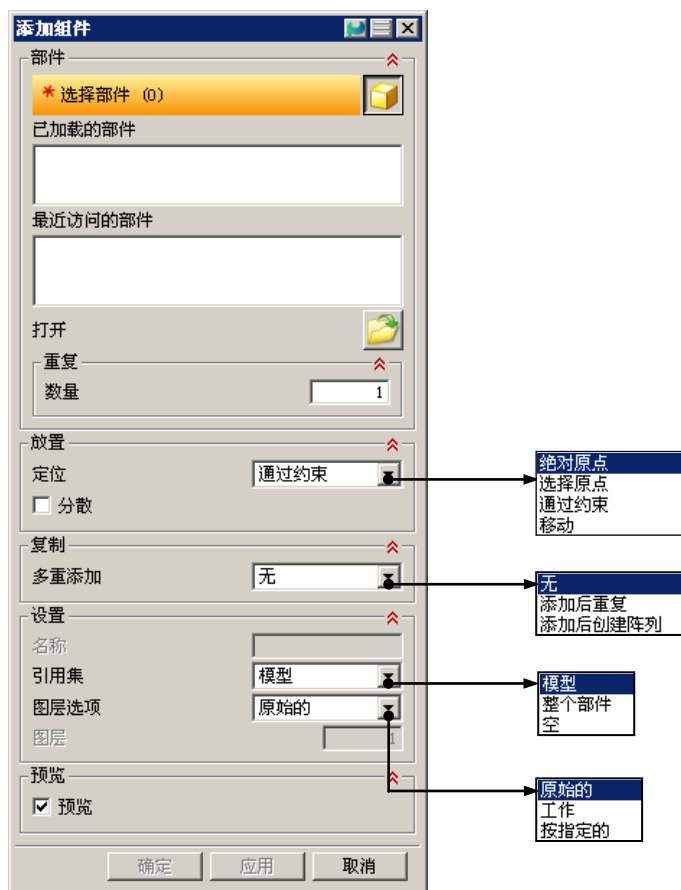 添加组件
部件
* 选择部件 (0)
已加载的部件
最近访问的部件
打开
重复
数量 1
放置
定位 通过约束
分散
复制
多重添加 无
设置
名称
引用集 模型
图层选项 原始的
图层 1
预览
预览
确定 应用 取消
绝对原点
选择原点
通过约束
移动
无
添加后重复
添加后创建阵列
模型
整个部件
空
原始的
工作
按指定的